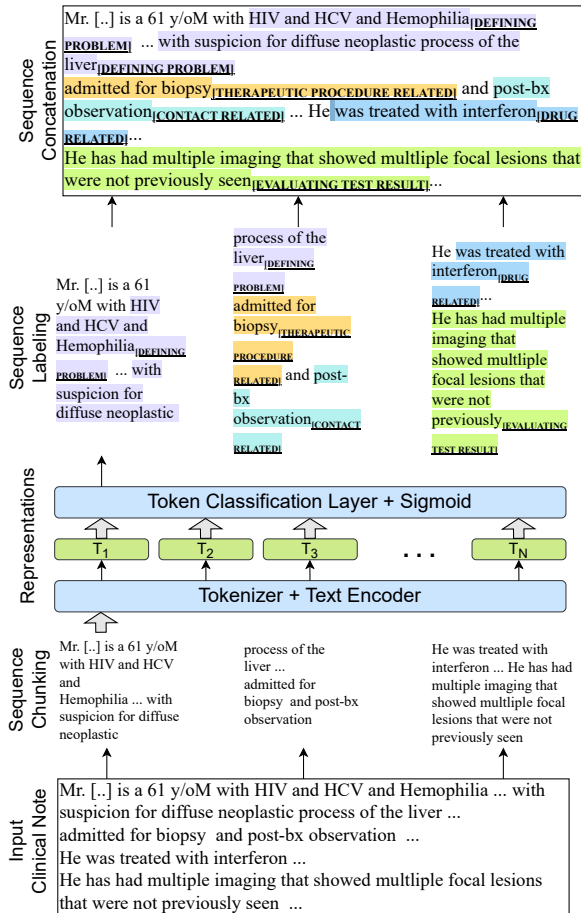 Sequence
Concatenation
Mr. [..] is a 61 y/oM with HIV and HCV and Hemophilia[DEFINING
PROBLEM] ... with suspicion for diffuse neoplastic process of the
liver[DEFINING PROBLEM]
admitted for biopsy[THERAPEUTIC PROCEDURE RELATED] and post-bx
observation[CONTACT RELATED] ... He was treated with interferon[DRUG
RELATED]...
He has had multiple imaging that showed multliple focal lesions that
were not previously seen[EVALUATING TEST RESULT]...
Sequence
Labeling
Mr. [..] is a 61
y/oM with HIV
and HCV and
Hemophilia[DEFINING
PROBLEM] ... with
suspicion for
diffuse neoplastic
process of the
liver[DEFINING
PROBLEM]
admitted for
biopsy[THERAPEUTIC
PROCEDURE
RELATED] and post-
bx
observation[CONTACT
RELATED]
He was treated with
interferon[DRUG
RELATED]...
He has had multiple
imaging that
showed multliple
focal lesions that
were not
previously[EVALUATING
TEST RESULT]
Representations
Token Classification Layer + Sigmoid
T1
T2
T3
. . .
TN
Tokenizer + Text Encoder
Sequence
Chunking
Mr. [..] is a 61 y/oM
with HIV and HCV
and
Hemophilia ... with
suspicion for diffuse
neoplastic
process of the
liver ...
admitted for
biopsy and post-bx
observation
He was treated with
interferon ... He has had
multiple imaging that
showed multliple focal
lesions that were not
previously seen
Input
Clinical Note
Mr. [..] is a 61 y/oM with HIV and HCV and Hemophilia ... with
suspicion for diffuse neoplastic process of the liver ...
admitted for biopsy and post-bx observation ...
He was treated with interferon ...
He has had multiple imaging that showed multliple focal lesions
that were not previously seen ...